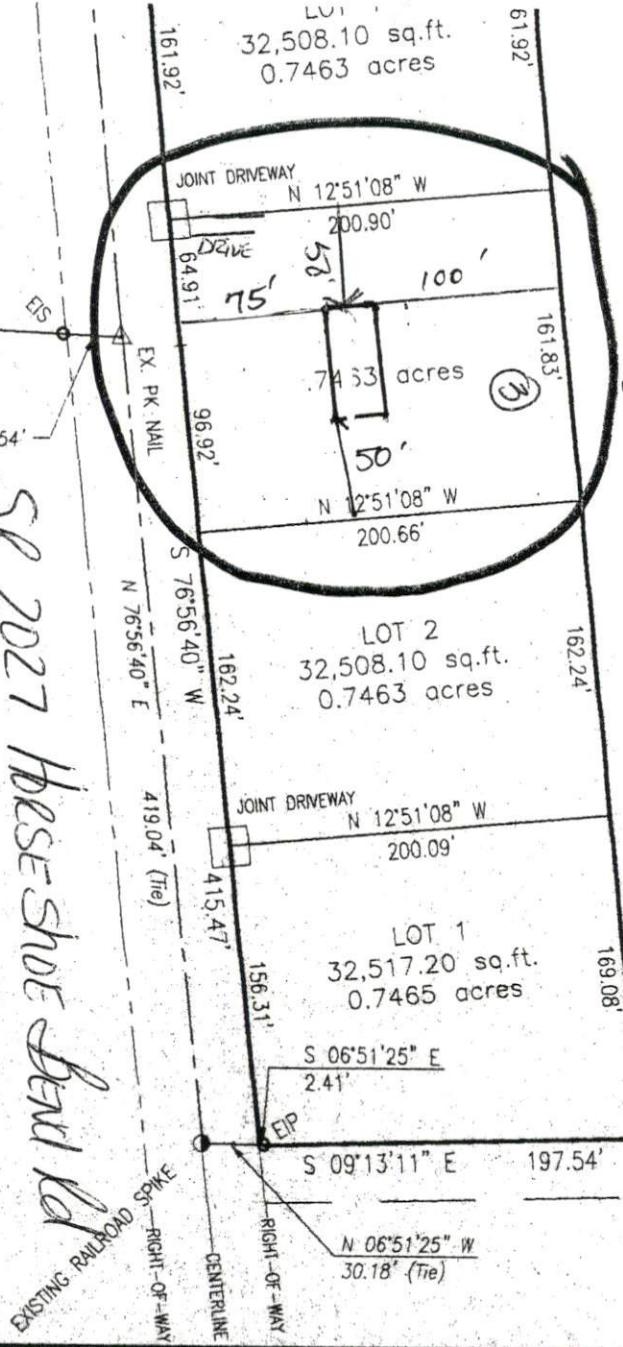 32,508.10 sq.ft.
0.7463 acres
161.92'
61.92'
JOINT DRIVEWAY
N 12°51'08" W
200.90'
DRIVE
64.91'
75'
100'
EIS
EX. PK NAIL
161.83'
acres
3
54'
96.92'
50'
N 12°51'08" W
200.66'
S 76°56'40" W
N 76°56'40" E
LOT 2
32,508.10 sq.ft.
0.7463 acres
162.24'
162.24'
SR 2027 HORSE SHOE BEND Rd
419.04' (Tie)
JOINT DRIVEWAY
N 12°51'08" W
200.09'
415.47'
LOT 1
32,517.20 sq.ft.
0.7465 acres
156.31'
169.08'
S 06°51'25" E
2.41'
EIP
S 09°13'11" E 197.54'
N 06°51'25" W
30.18' (Tie)
EXISTING RAILROAD SPIKE
RIGHT-OF-WAY
CENTERLINE
RIGHT-OF-WAY